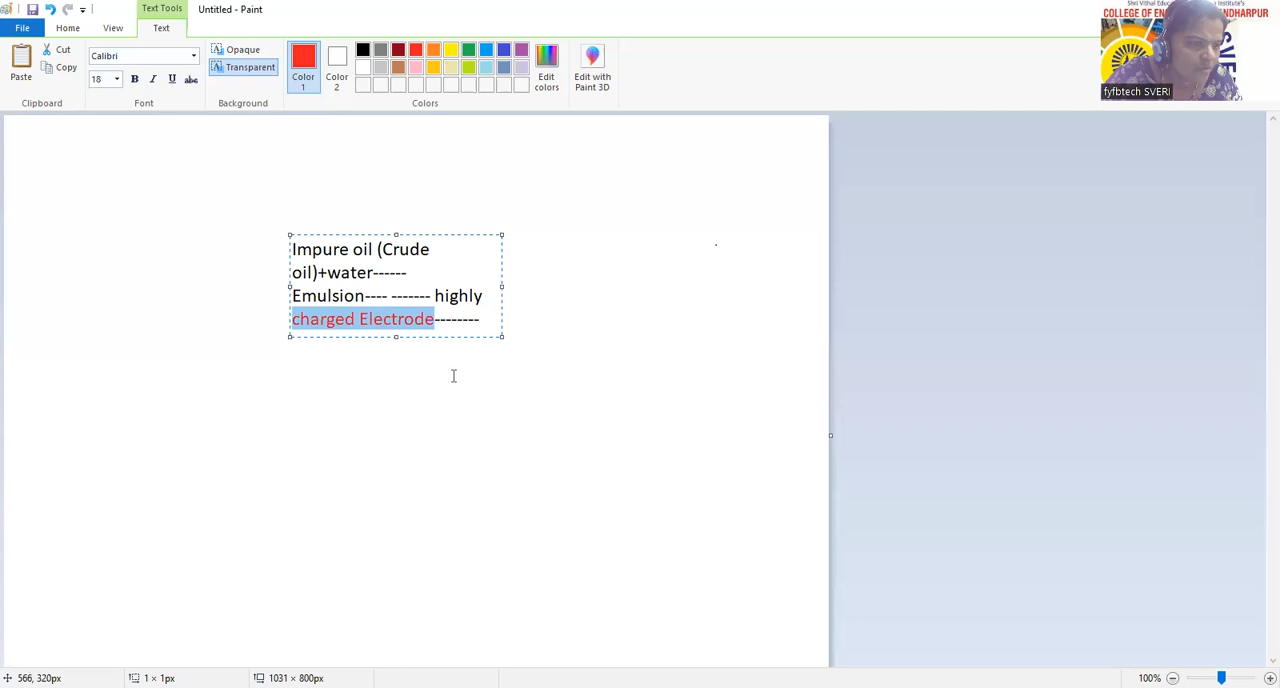 Text Tools
Untitled - Paint
File
Home
View
Text
Paste
Cut
Copy
Clipboard
Calibri
18
B I U abc
Font
Opaque
Transparent
Background
Color 1
Color 2
Edit colors
Colors
Edit with Paint 3D
COLLEGE OF EN
NDHARPUR
SVE
fyfbtech SVERI
Impure oil (Crude
oil)+water------
Emulsion---- ------- highly
charged Electrode--------
566, 320px
1 × 1px
1031 × 800px
100%